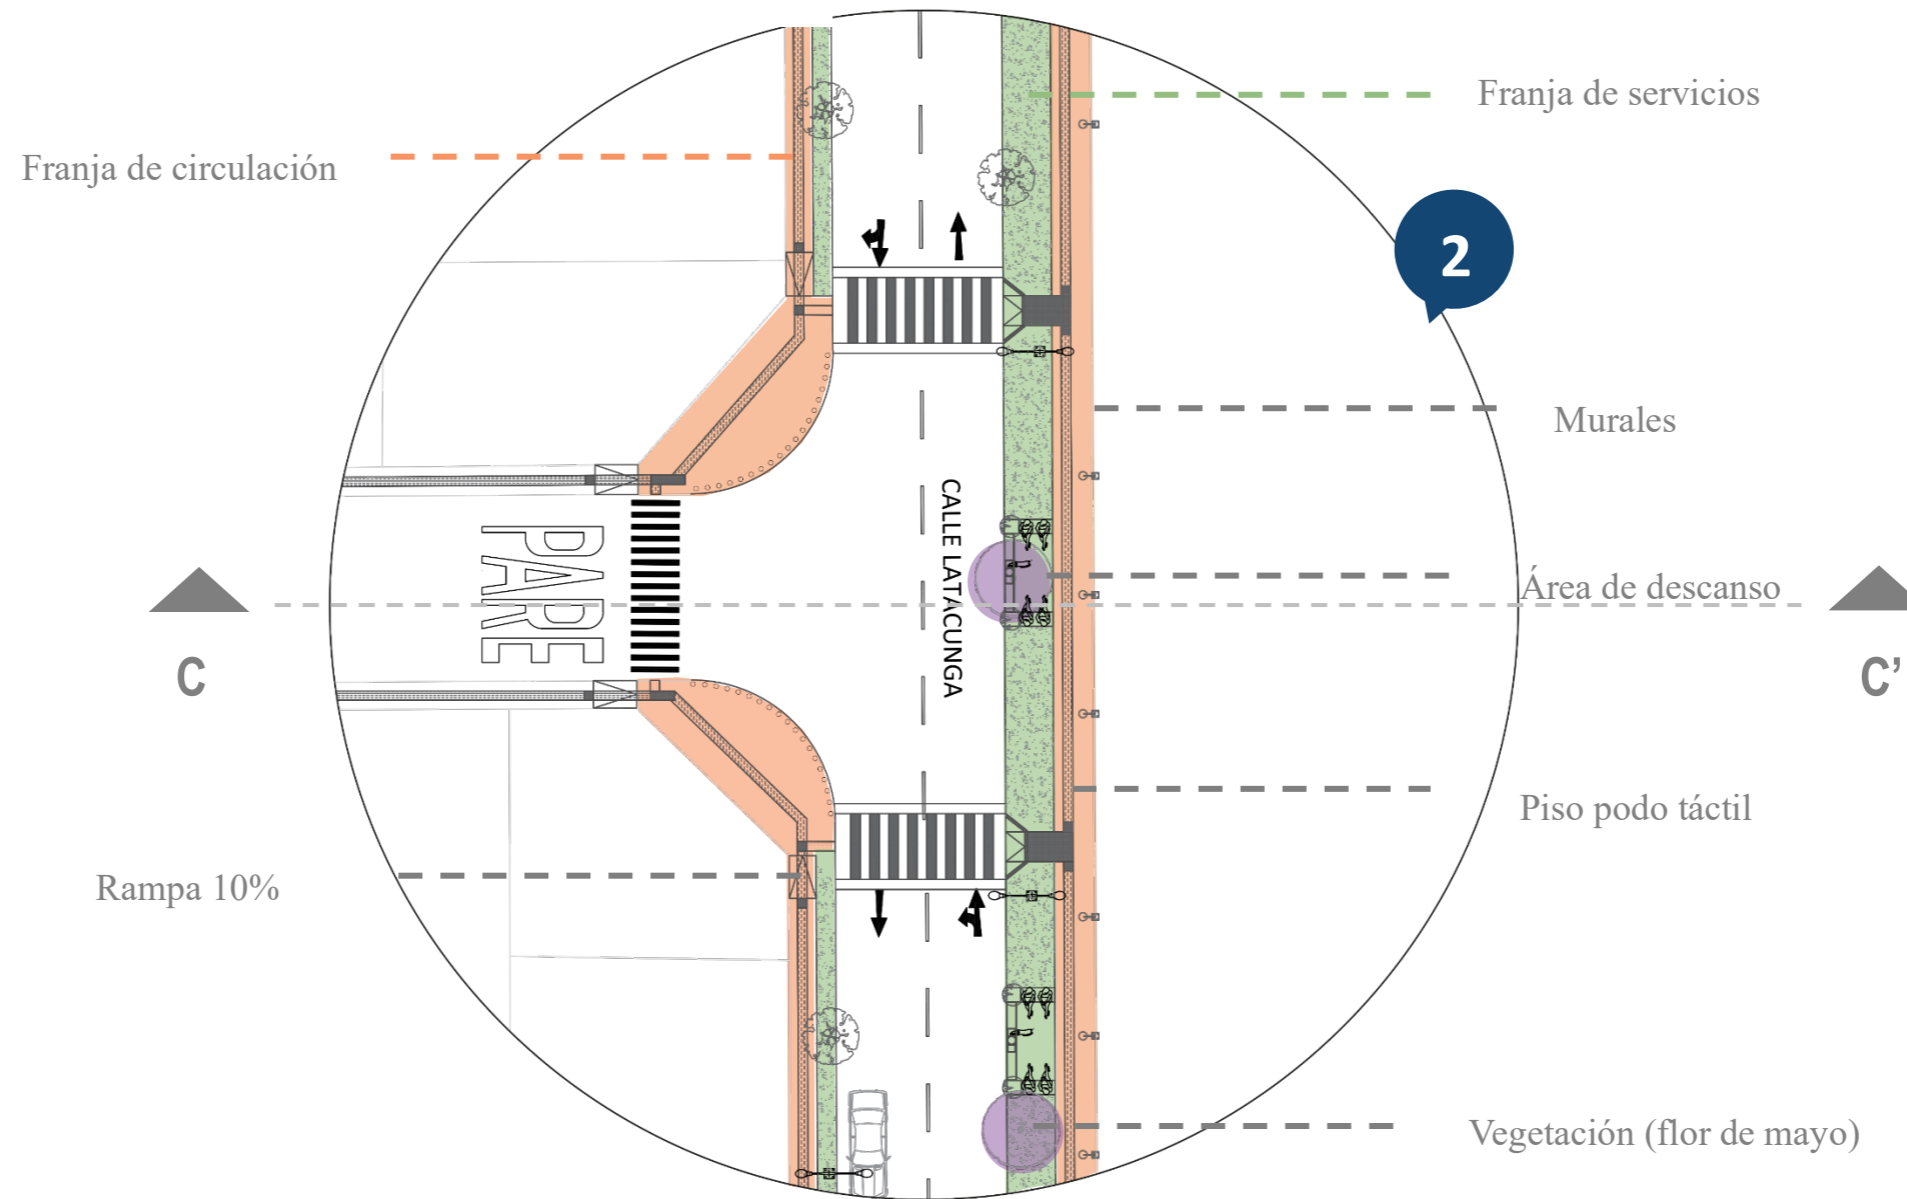 Franja de servicios
Franja de circulación
2
Murales
CALLE LATACUNGA
PARE
Área de descanso
C
C’
Piso podo táctil
Rampa 10%
Vegetación (flor de mayo)